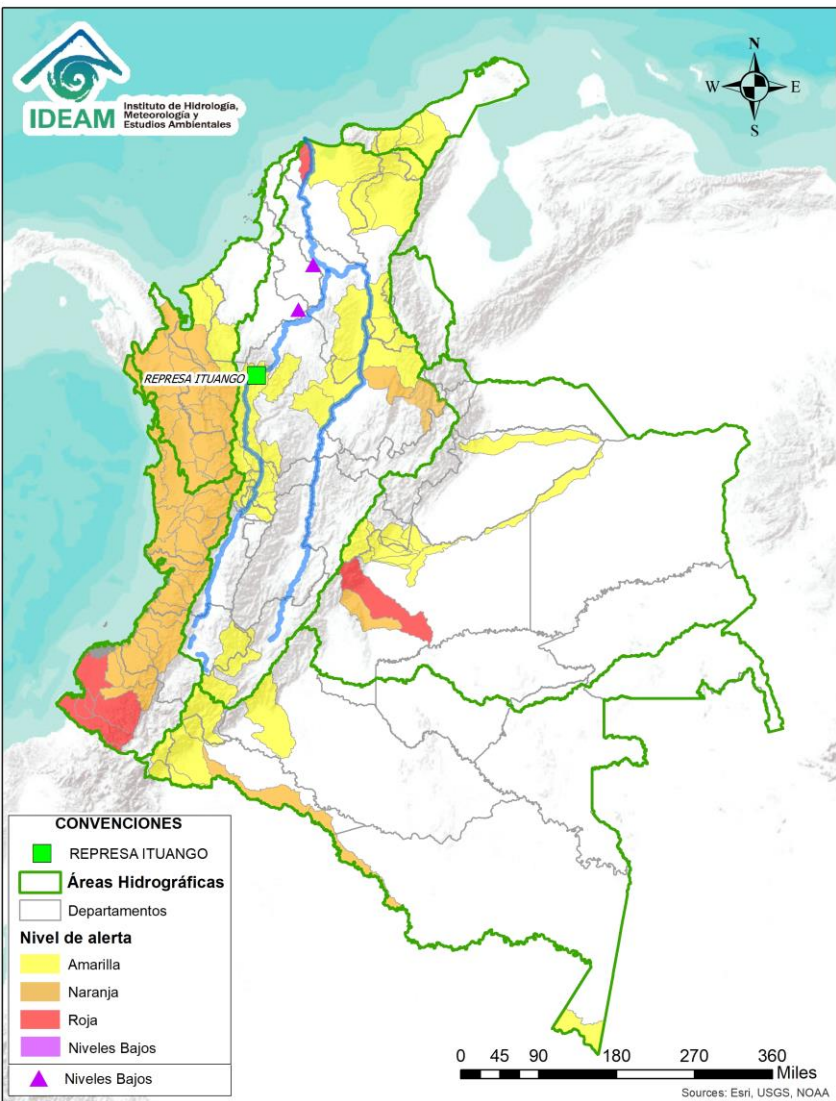 IDEAM
Instituto de Hidrología,
Meteorología y
Estudios Ambientales
N
W
E
S
REPRESA ITUANGO
CONVENCIONES
REPRESA ITUANGO
Áreas Hidrográficas
Departamentos
Nivel de alerta
Amarilla
Naranja
Roja
Niveles Bajos
Niveles Bajos
0 45 90 180 270 360
Miles
Sources: Esri, USGS, NOAA